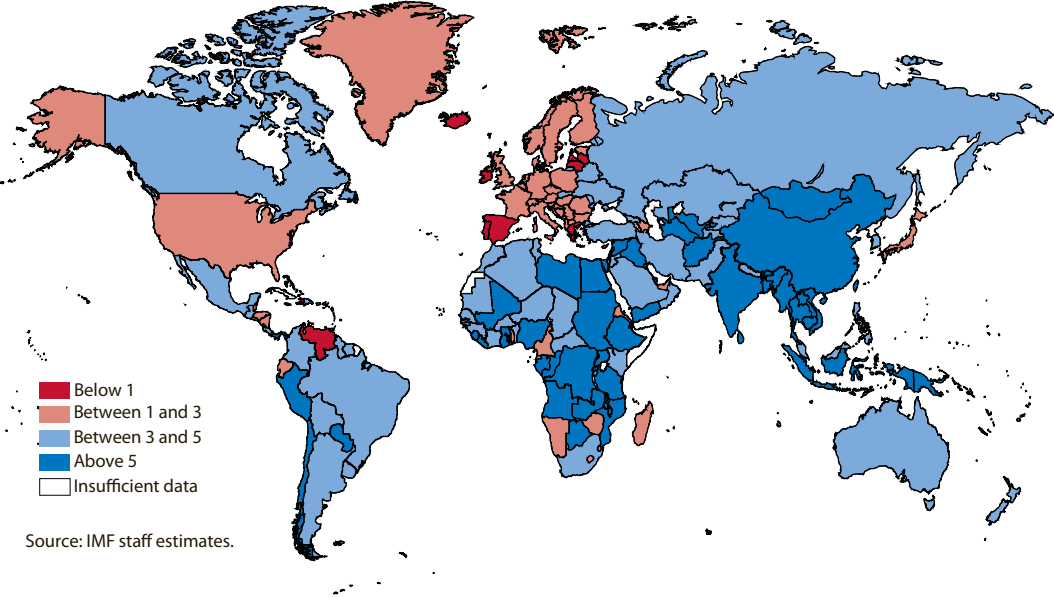 Below 1
Between 1 and 3
Between 3 and 5
Above 5
Insufficient data
Source: IMF staff estimates.